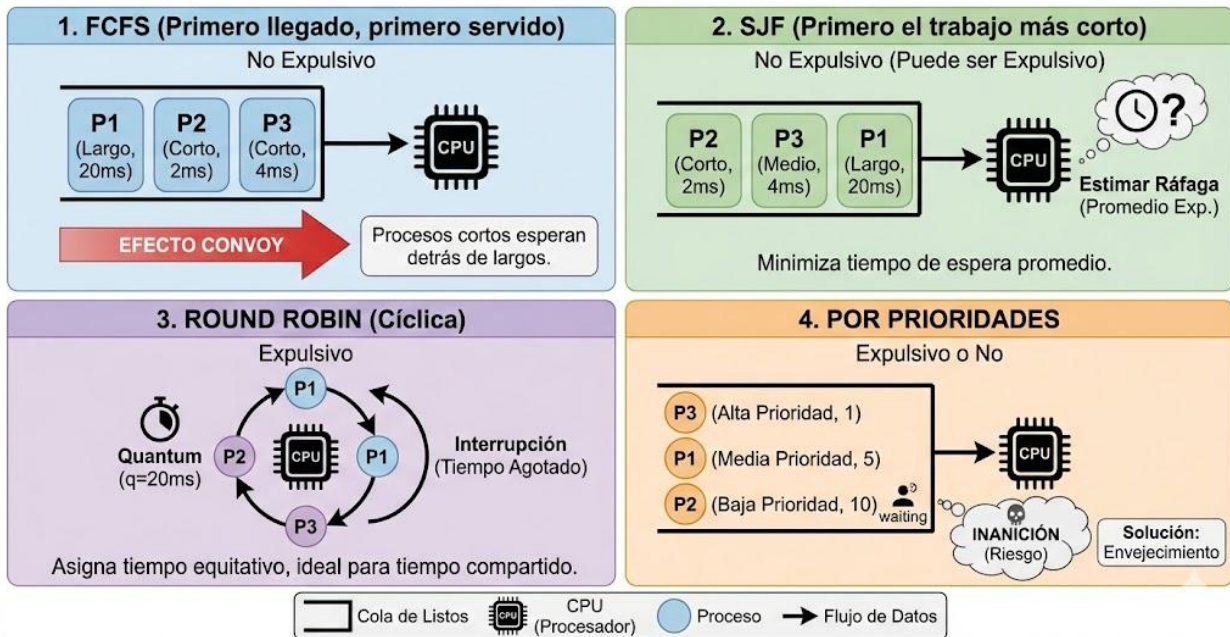 1. FCFS (Primero llegado, primero servido)
No Expulsivo
P1
(Largo,
20ms)
P2
(Corto,
2ms)
P3
(Corto,
4ms)
CPU
EFECTO CONVOY
Procesos cortos esperan
detrás de largos.
2. SJF (Primero el trabajo más corto)
No Expulsivo (Puede ser Expulsivo)
P2
(Corto,
2ms)
P3
(Medio,
4ms)
P1
(Largo,
20ms)
CPU
?
Estimar Ráfaga
(Promedio Exp.)
Minimiza tiempo de espera promedio.
3. ROUND ROBIN (Cíclica)
Expulsivo
Quantum
(q=20ms)
P1
P2
CPU
P1
P3
Interrupción
(Tiempo Agotado)
Asigna tiempo equitativo, ideal para tiempo compartido.
4. POR PRIORIDADES
Expulsivo o No
P3 (Alta Prioridad, 1)
P1 (Media Prioridad, 5)
P2 (Baja Prioridad, 10)
waiting
CPU
INANICIÓN
(Riesgo)
Solución:
Envejecimiento
Cola de Listos
CPU
CPU
(Procesador)
Proceso
Flujo de Datos